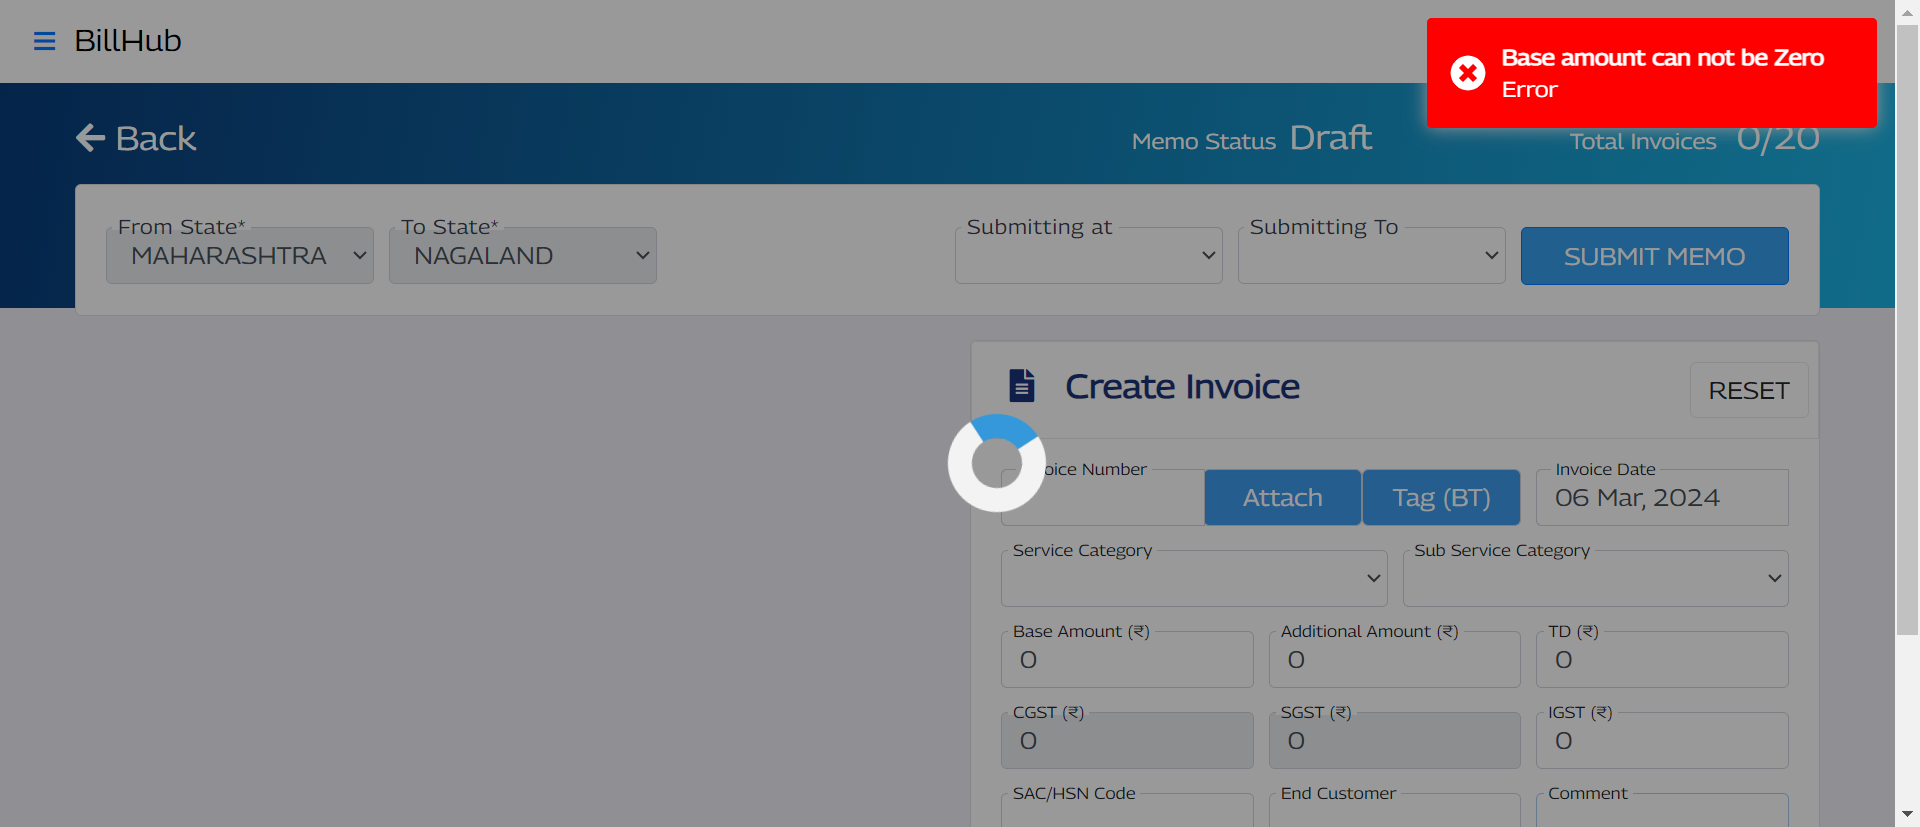 BillHub
Base amount can not be Zero
Error
Back
Memo Status Draft
Total Invoices 0/20
From State*
MAHARASHTRA
To State*
NAGALAND
Submitting at
Submitting To
SUBMIT MEMO
Create Invoice
RESET
Number
Attach
Tag (BT)
Invoice Date
06 Mar, 2024
Service Category
Sub Service Category
Base Amount (₹)
0
Additional Amount (₹)
0
TD (₹)
0
CGST (₹)
0
SGST (₹)
0
IGST (₹)
0
SAC/HSN Code
End Customer
Comment